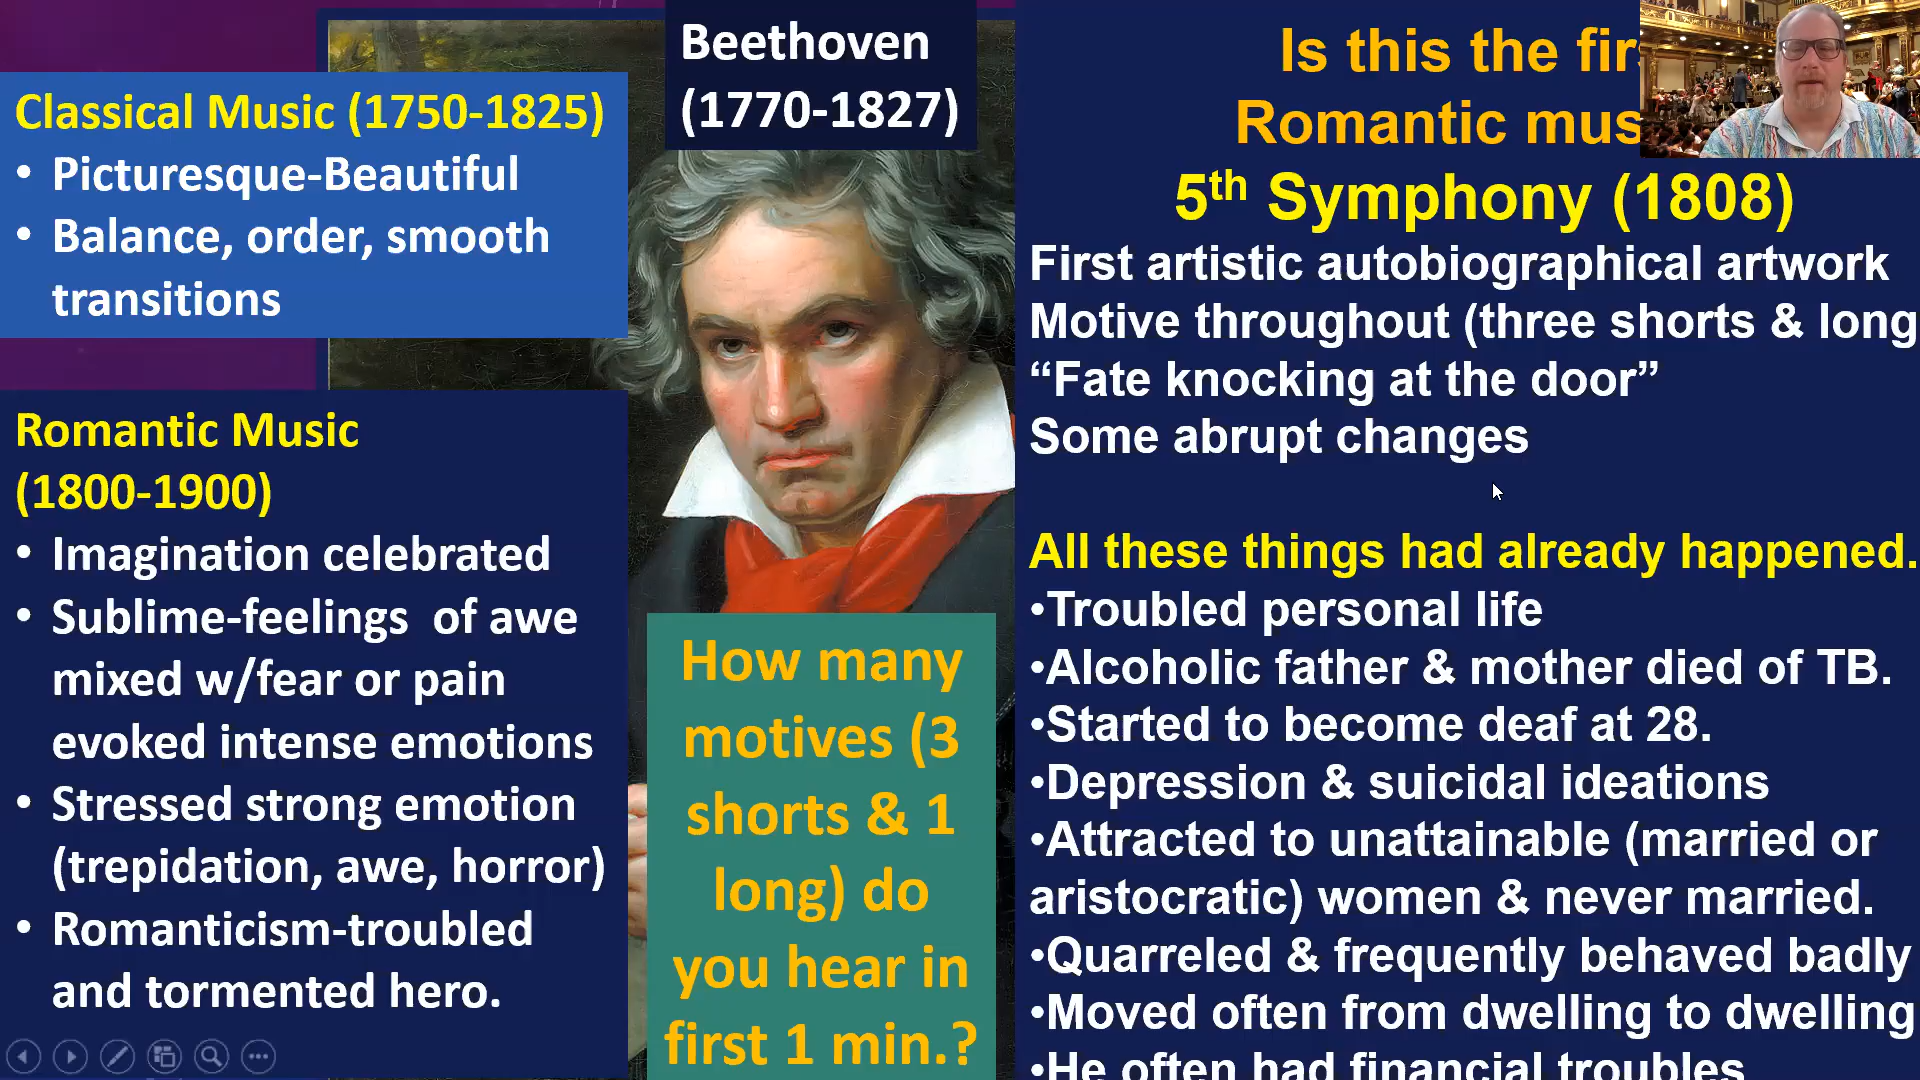 Beethoven
(1770-1827)
Classical Music (1750-1825)
• Picturesque-Beautiful
• Balance, order, smooth
transitions
Romantic Music
(1800-1900)
• Imagination celebrated
• Sublime-feelings of awe
mixed w/fear or pain
evoked intense emotions
• Stressed strong emotion
(trepidation, awe, horror)
• Romanticism-troubled
and tormented hero.
How many
motives (3
shorts & 1
long) do
you hear in
first 1 min.?
Is this the
Romantic
5th Symphony (1808)
First artistic autobiographical artwork
Motive throughout (three shorts & long
“Fate knocking at the door”
Some abrupt changes
All these things had already happened.
•Troubled personal life
•Alcoholic father & mother died of TB.
•Started to become deaf at 28.
•Depression & suicidal ideations
•Attracted to unattainable (married or
aristocratic) women & never married.
•Quarreled & frequently behaved badly
•Moved often from dwelling to dwelling
•He often had financial troubles